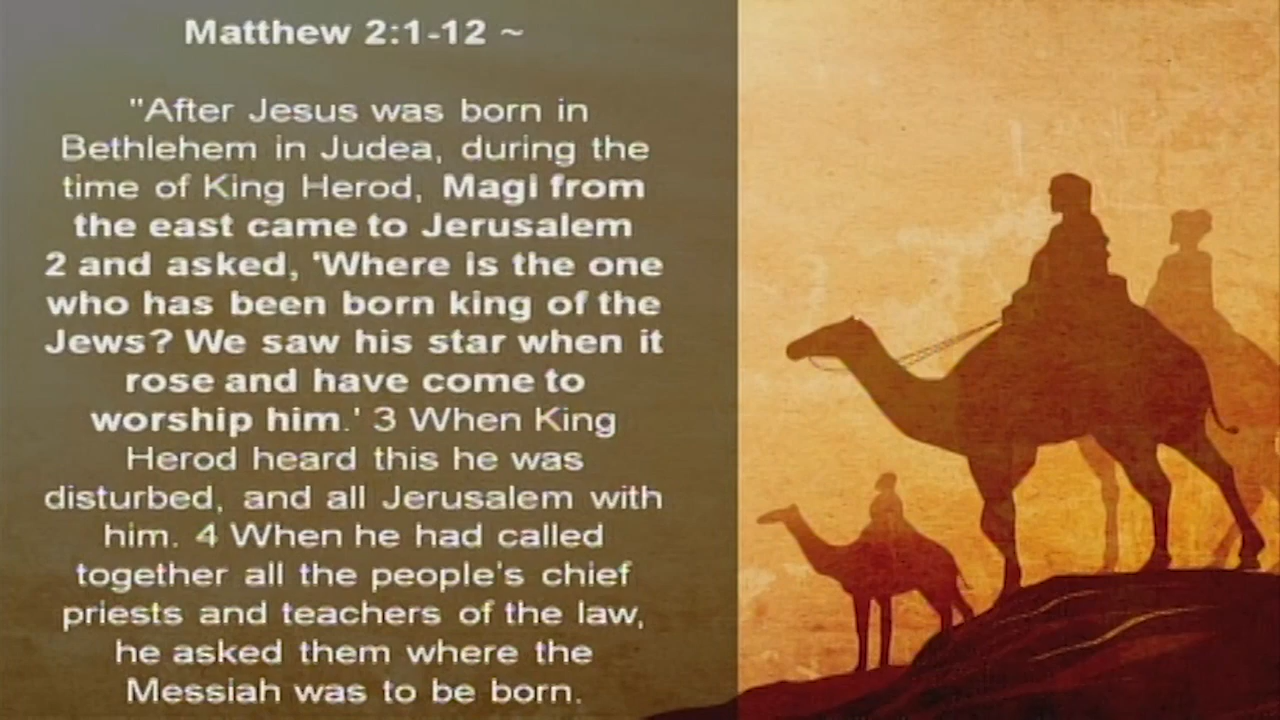 Matthew 2:1-12 ~
"After Jesus was born in
Bethlehem in Judea, during the
time of King Herod, Magi from
the east came to Jerusalem
2 and asked, 'Where is the one
who has been born king of the
Jews? We saw his star when it
rose and have come to
worship him.' 3 When King
Herod heard this he was
disturbed, and all Jerusalem with
him. 4 When he had called
together all the people's chief
priests and teachers of the law,
he asked them where the
Messiah was to be born.